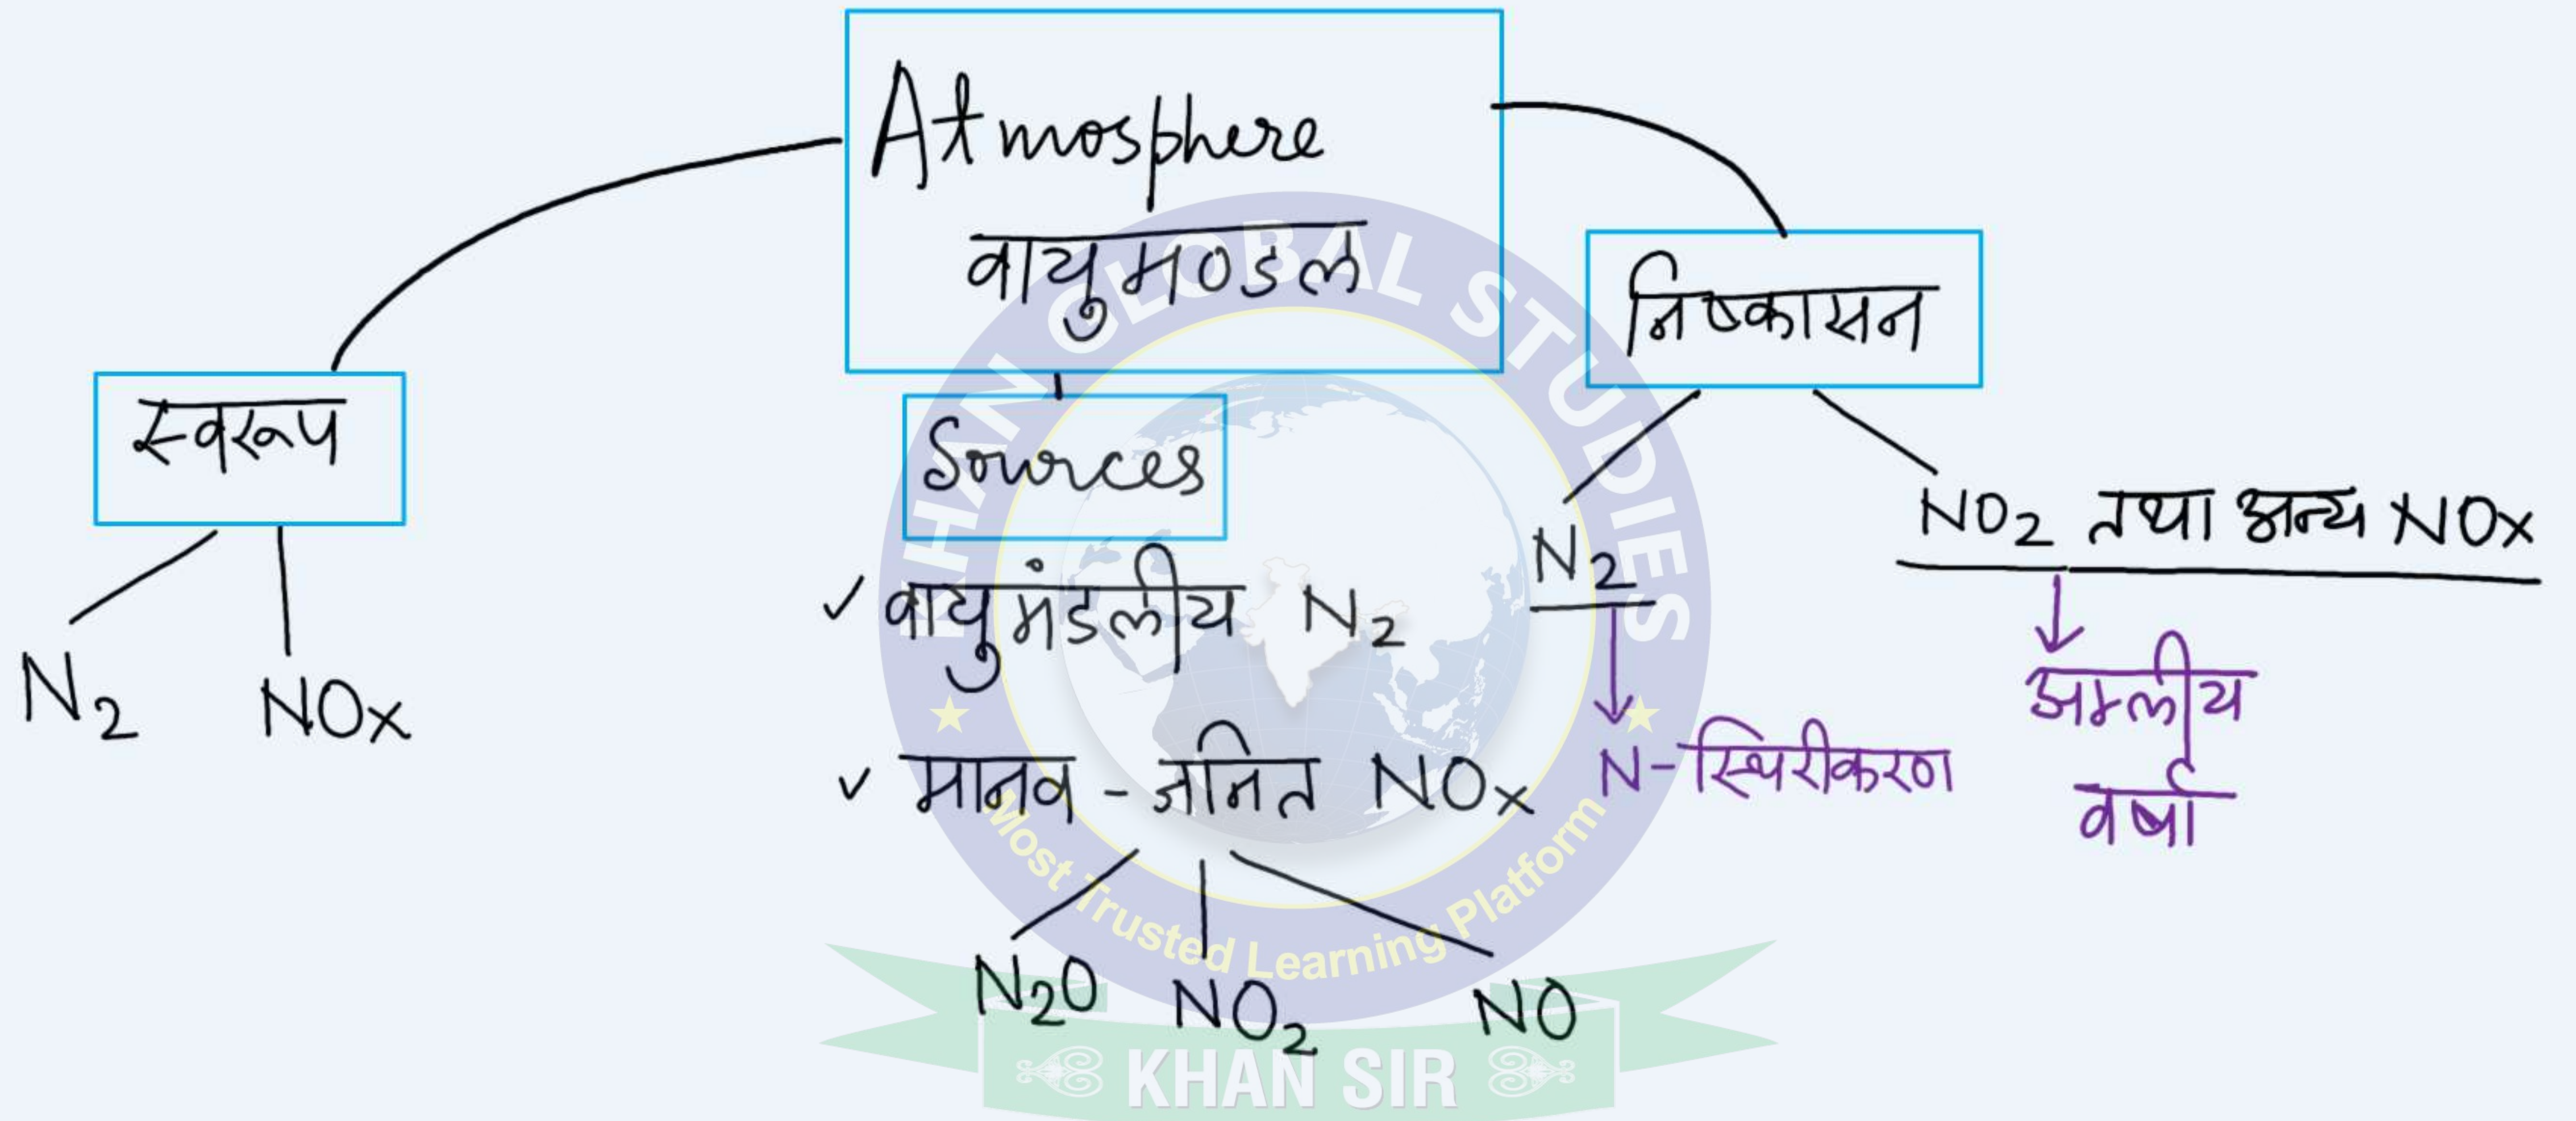 Atmosphere
वायुमण्डल
स्वरूप
N2
NOx
Sources
✓ वायुमंडलीय N2
✓ मानव - जनित NOx
N2O
NO2
NO
निष्कासन
N2
N-स्थिरीकरण
NO2 तथा अन्य NOx
अम्लीय
वर्षा
KHAN GLOBAL STUDIES
Most Trusted Learning Platform
KHAN SIR